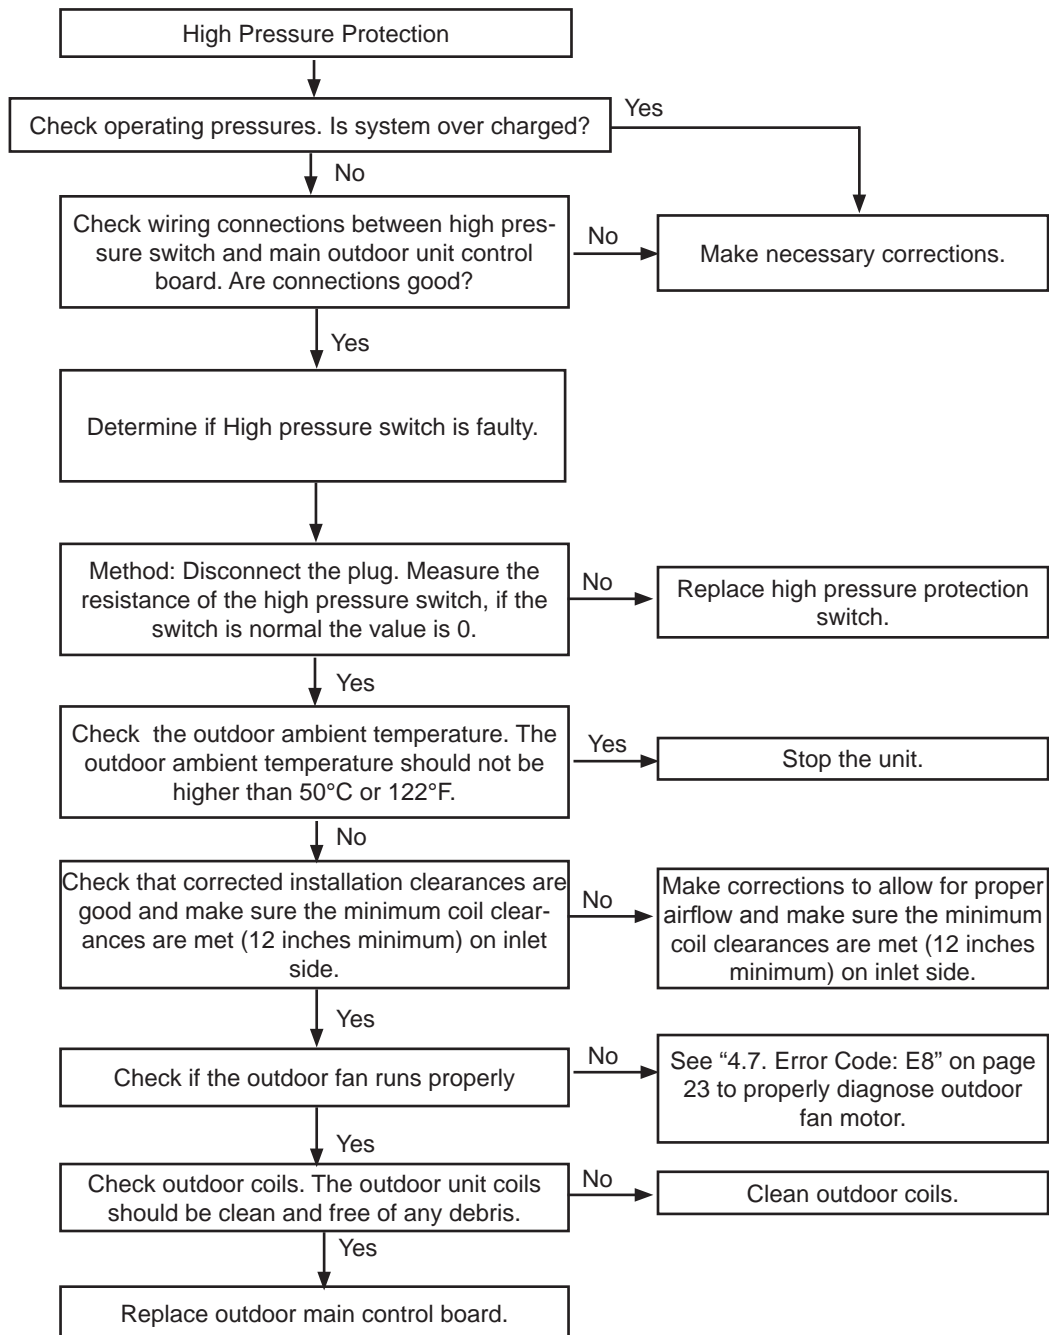 High Pressure Protection
Check operating pressures. Is system over charged?
Yes
No
Check wiring connections between high pres-
sure switch and main outdoor unit control
board. Are connections good?
No
Make necessary corrections.
Yes
Determine if High pressure switch is faulty.
Method: Disconnect the plug. Measure the
resistance of the high pressure switch, if the
switch is normal the value is 0.
No
Replace high pressure protection
switch.
Yes
Check the outdoor ambient temperature. The
outdoor ambient temperature should not be
higher than 50°C or 122°F.
Yes
Stop the unit.
No
Check that corrected installation clearances are
good and make sure the minimum coil clear-
ances are met (12 inches minimum) on inlet
side.
No
Make corrections to allow for proper
airflow and make sure the minimum
coil clearances are met (12 inches
minimum) on inlet side.
Yes
Check if the outdoor fan runs properly
No
See “4.7. Error Code: E8” on page
23 to properly diagnose outdoor
fan motor.
Yes
Check outdoor coils. The outdoor unit coils
should be clean and free of any debris.
No
Clean outdoor coils.
Yes
Replace outdoor main control board.